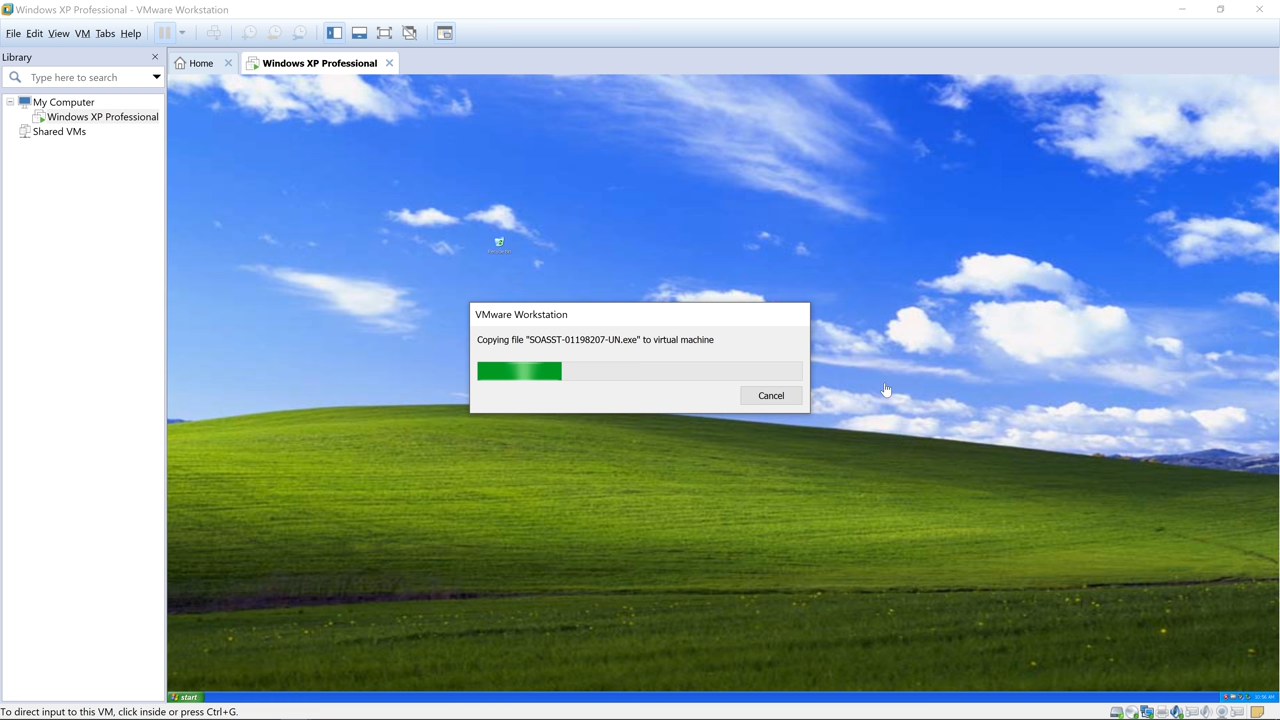 Windows XP Professional - VMware Workstation
File Edit View VM Tabs Help
Library
Type here to search
My Computer
Windows XP Professional
Shared VMs
Home
Windows XP Professional
VMware Workstation
Copying file "SOASST-01198207-UN.exe" to virtual machine
Cancel
start
To direct input to this VM, click inside or press Ctrl+G.